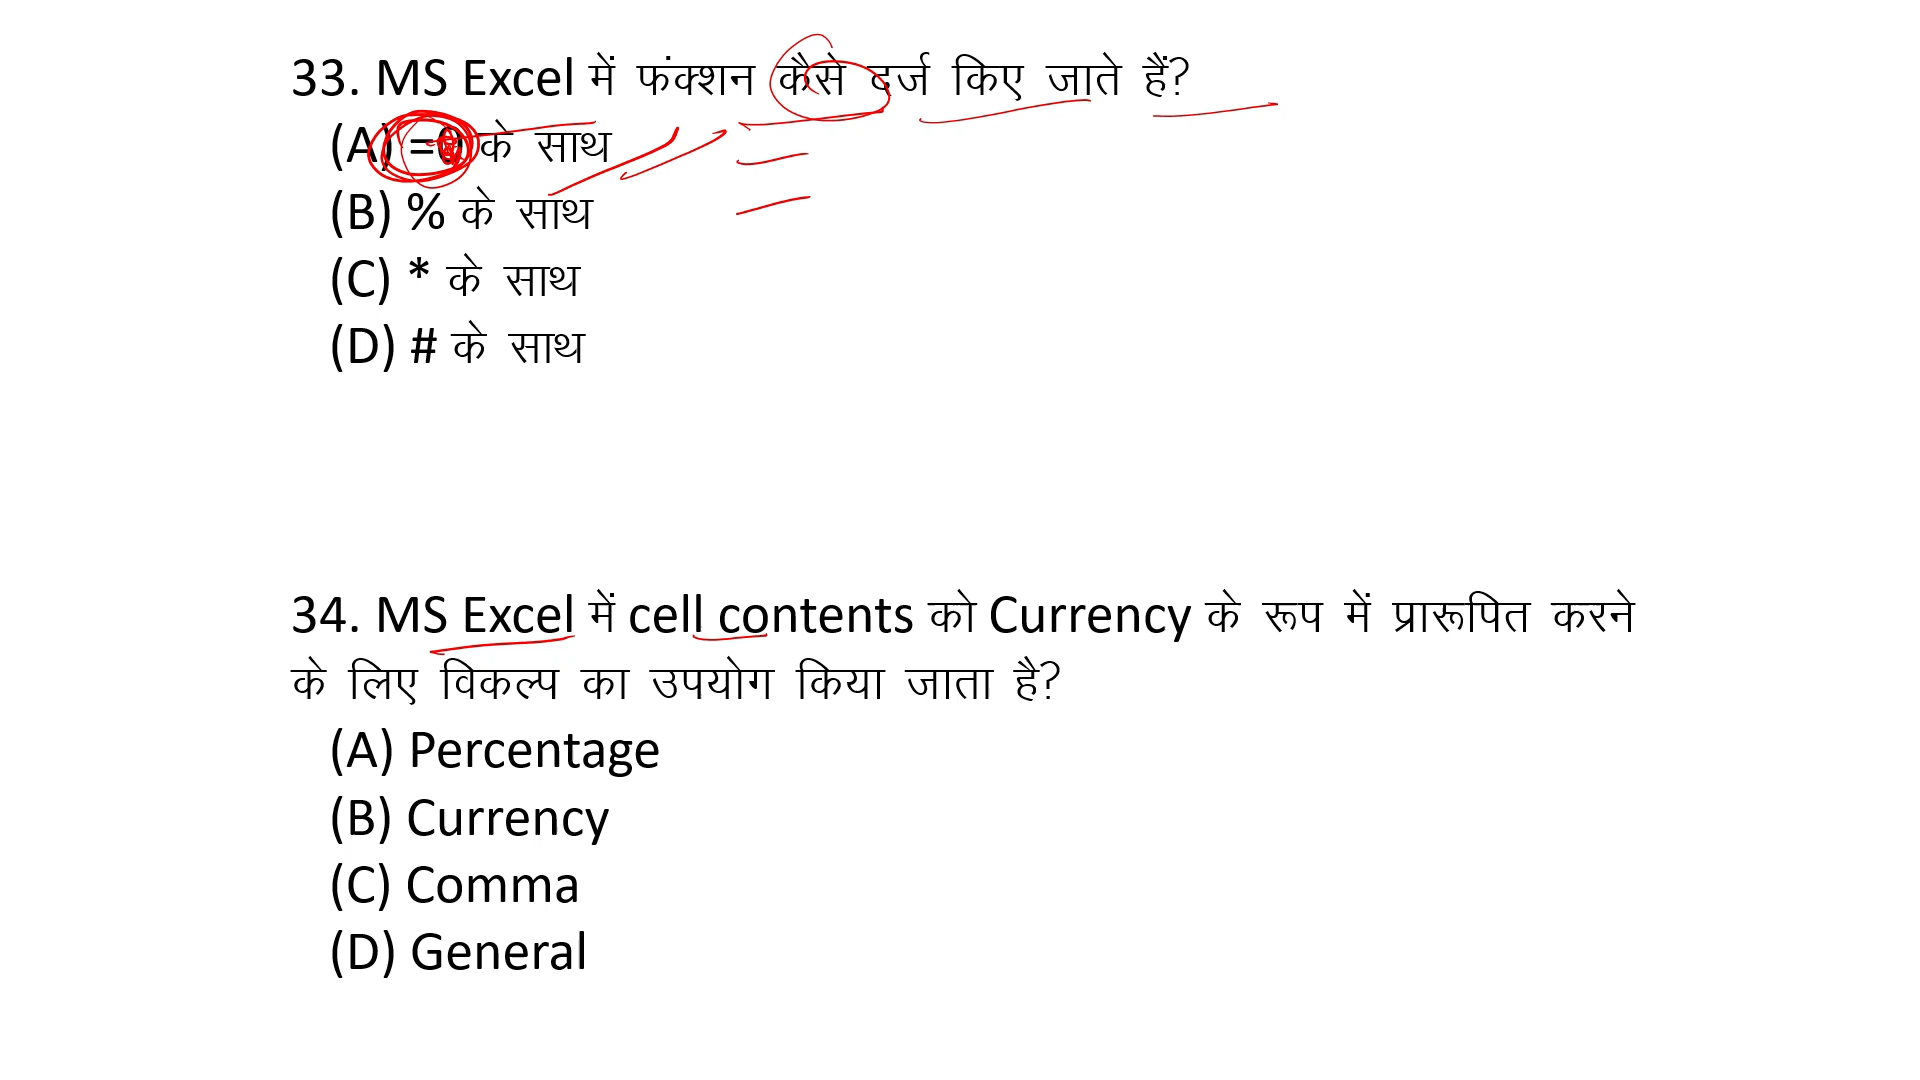 33. MS Excel में फंक्शन कैसे दर्ज किए जाते हैं?
(A) = के साथ
(B) % के साथ
(C) * के साथ
(D) # के साथ
34. MS Excel में cell contents को Currency के रूप में प्रारूपित करने
के लिए विकल्प का उपयोग किया जाता है?
(A) Percentage
(B) Currency
(C) Comma
(D) General